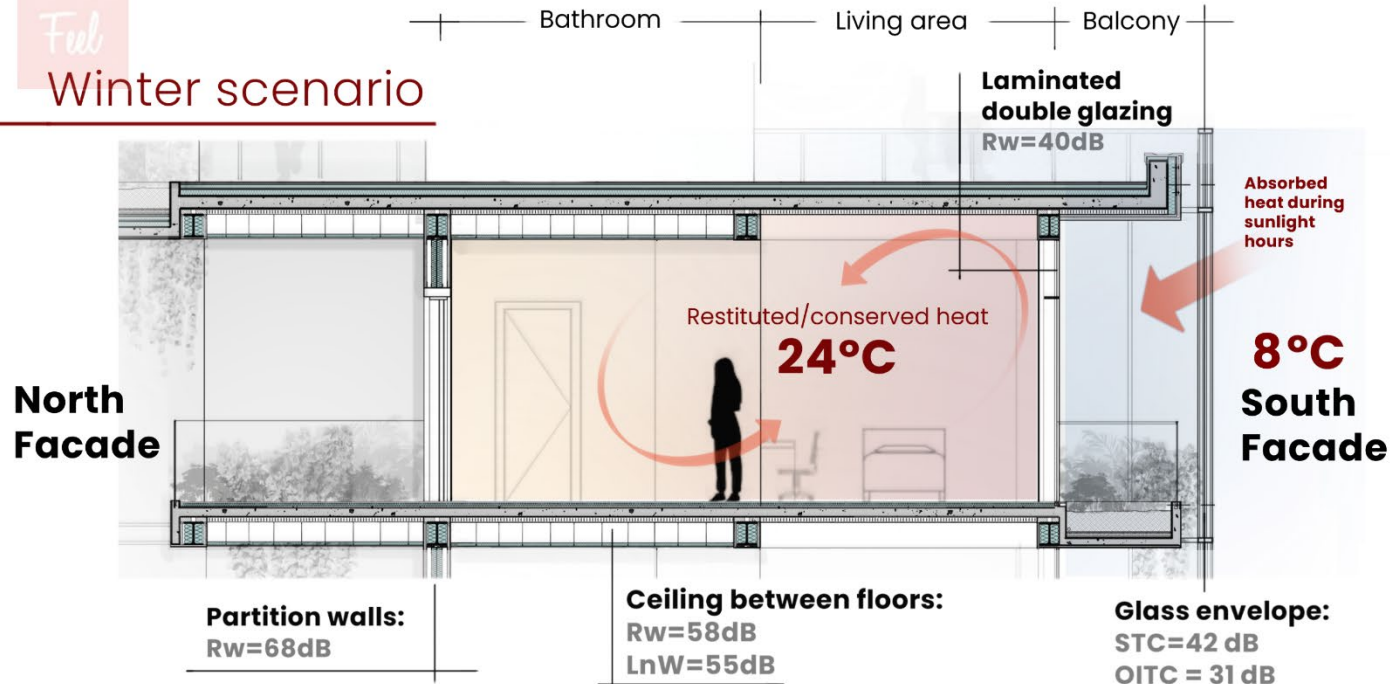 Feel
Winter scenario
Bathroom
Living area
Balcony
Laminated
double glazing
Rw=40dB
Absorbed
heat during
sunlight
hours
Restituted/conserved heat
24°C
8°C
North
Facade
South
Facade
Partition walls:
Rw=68dB
Ceiling between floors:
Rw=58dB
LnW=55dB
Glass envelope:
STC=42 dB
OITC = 31 dB